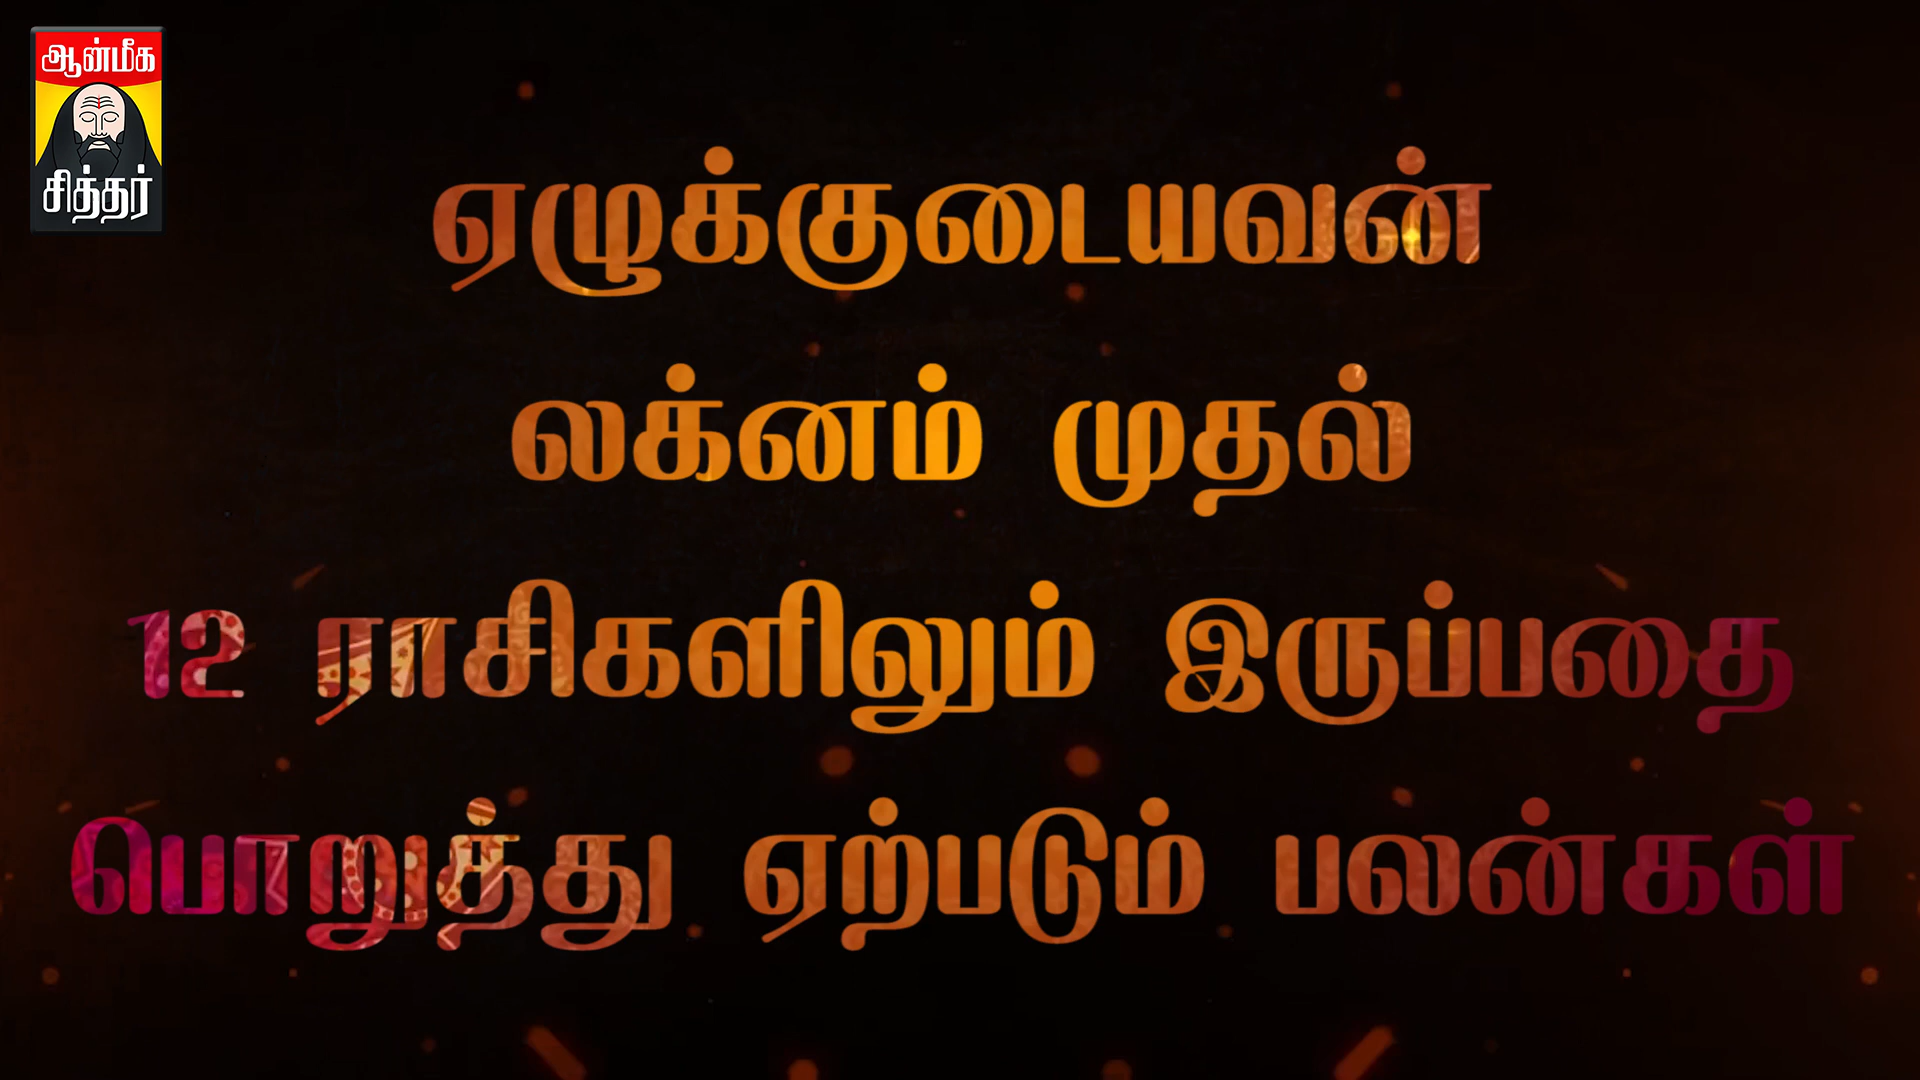 ஆன்மீக
சித்தர்
ஏழுக்குடையவன்
லக்னம் முதல்
12 ராசிகளிலும் இருப்பதை
பொறுத்து ஏற்படும் பலன்கள்